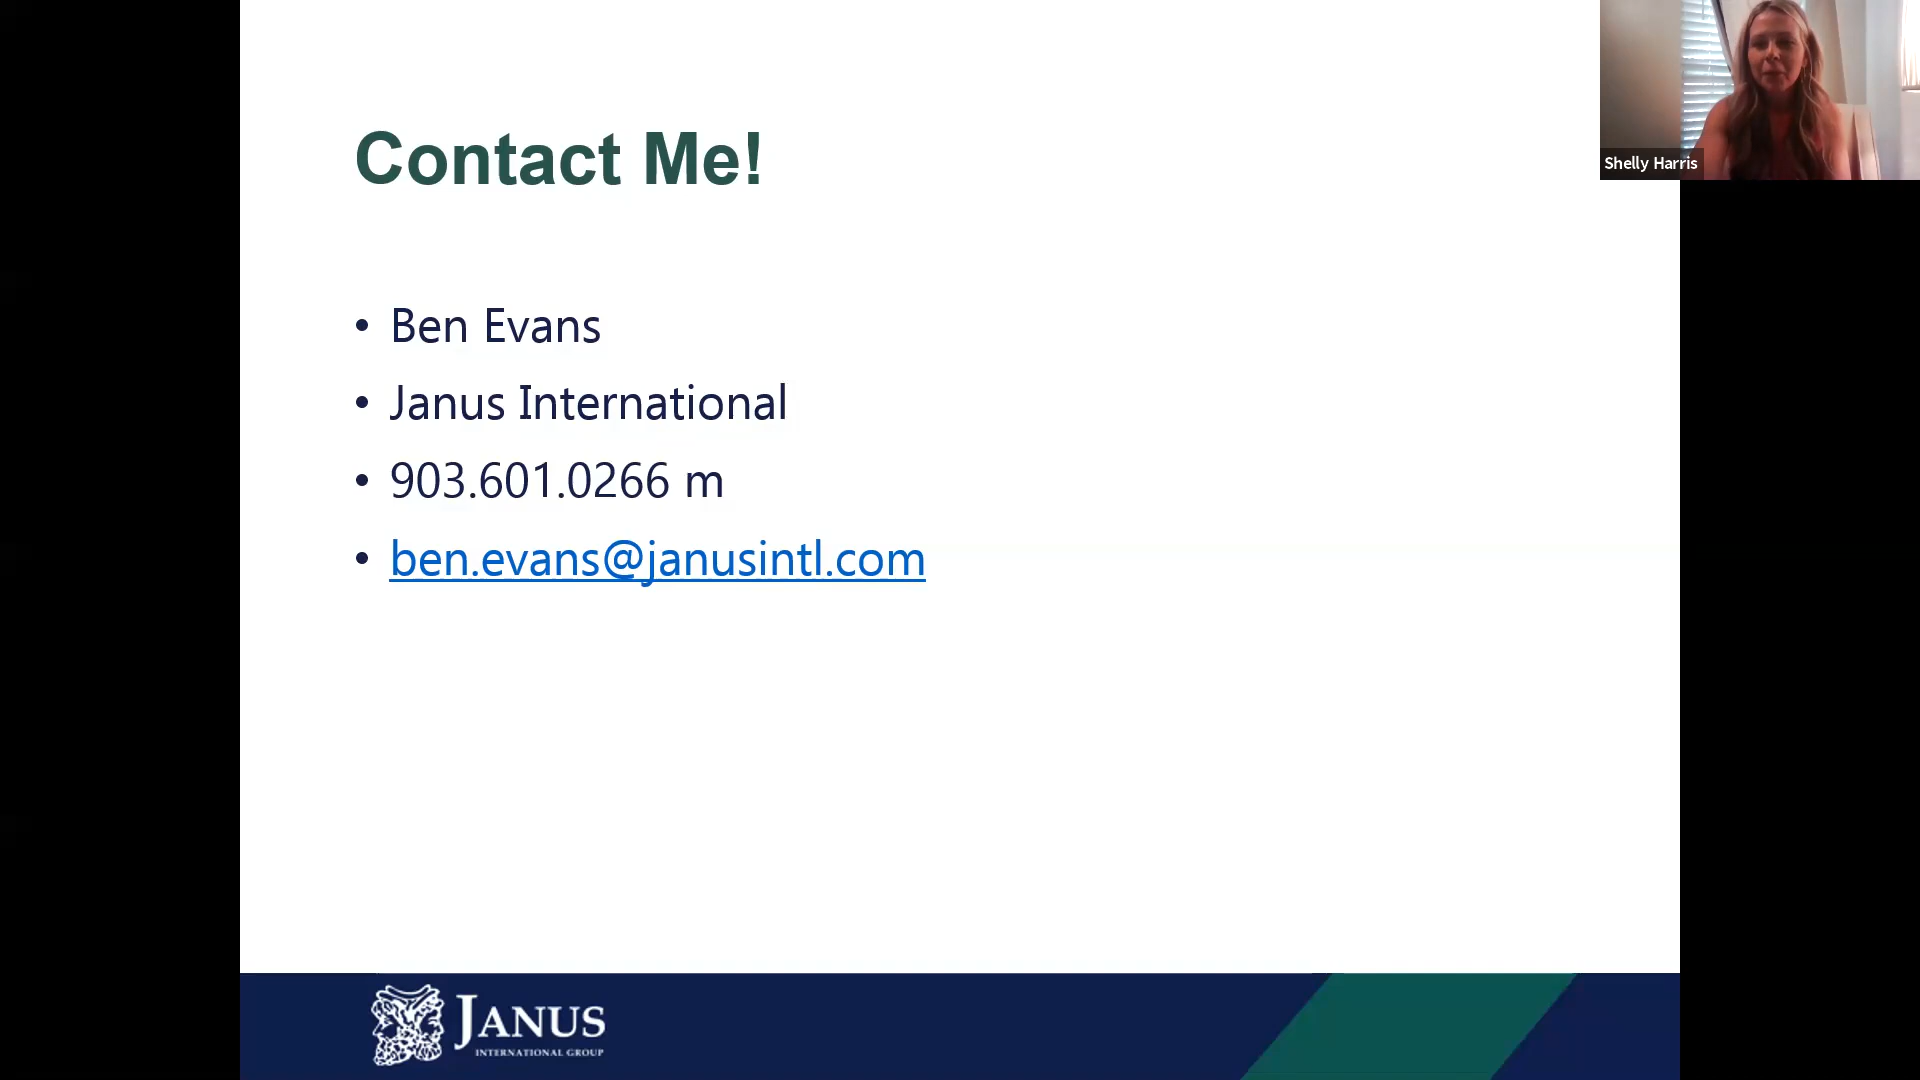 Contact Me!
• Ben Evans
• Janus International
• 903.601.0266 m
• ben.evans@janusintl.com
Shelly Harris
JANUS
INTERNATIONAL GROUP